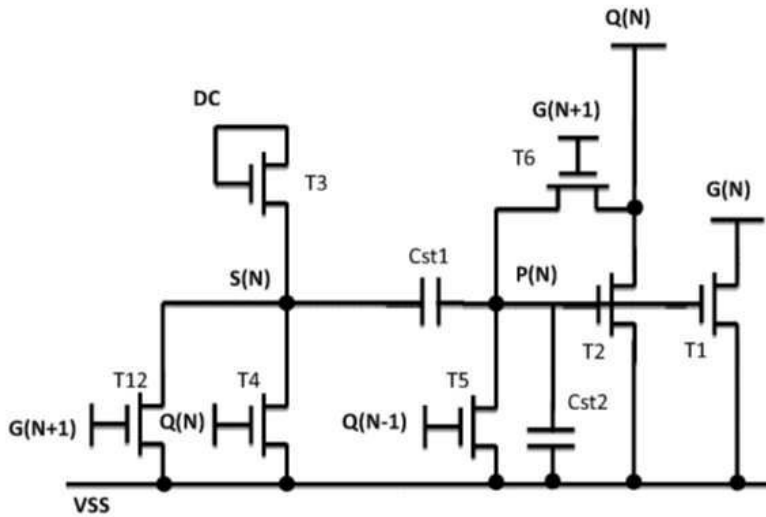 Q(N)
DC
G(N+1)
T6
T3
G(N)
Cst1
S(N)
P(N)
T2
T1
T12
T4
T5
Cst2
G(N+1)
Q(N)
Q(N-1)
VSS